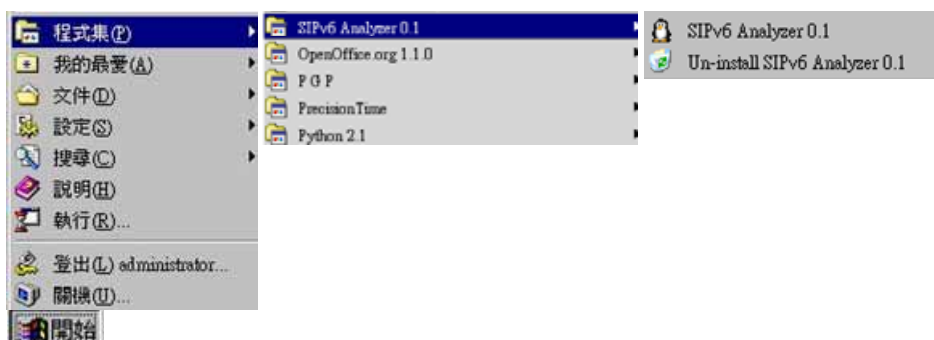 程式集(P)
我的最愛(A)
文件(D)
設定(S)
搜尋(C)
說明(H)
執行(R)...
登出(L) administrator...
關機(U)...
開始
SIPv6 Analyzer 0.1
OpenOffice.org 1.1.0
P G P
PrecisionTime
Python 2.1
SIPv6 Analyzer 0.1
Un-install SIPv6 Analyzer 0.1